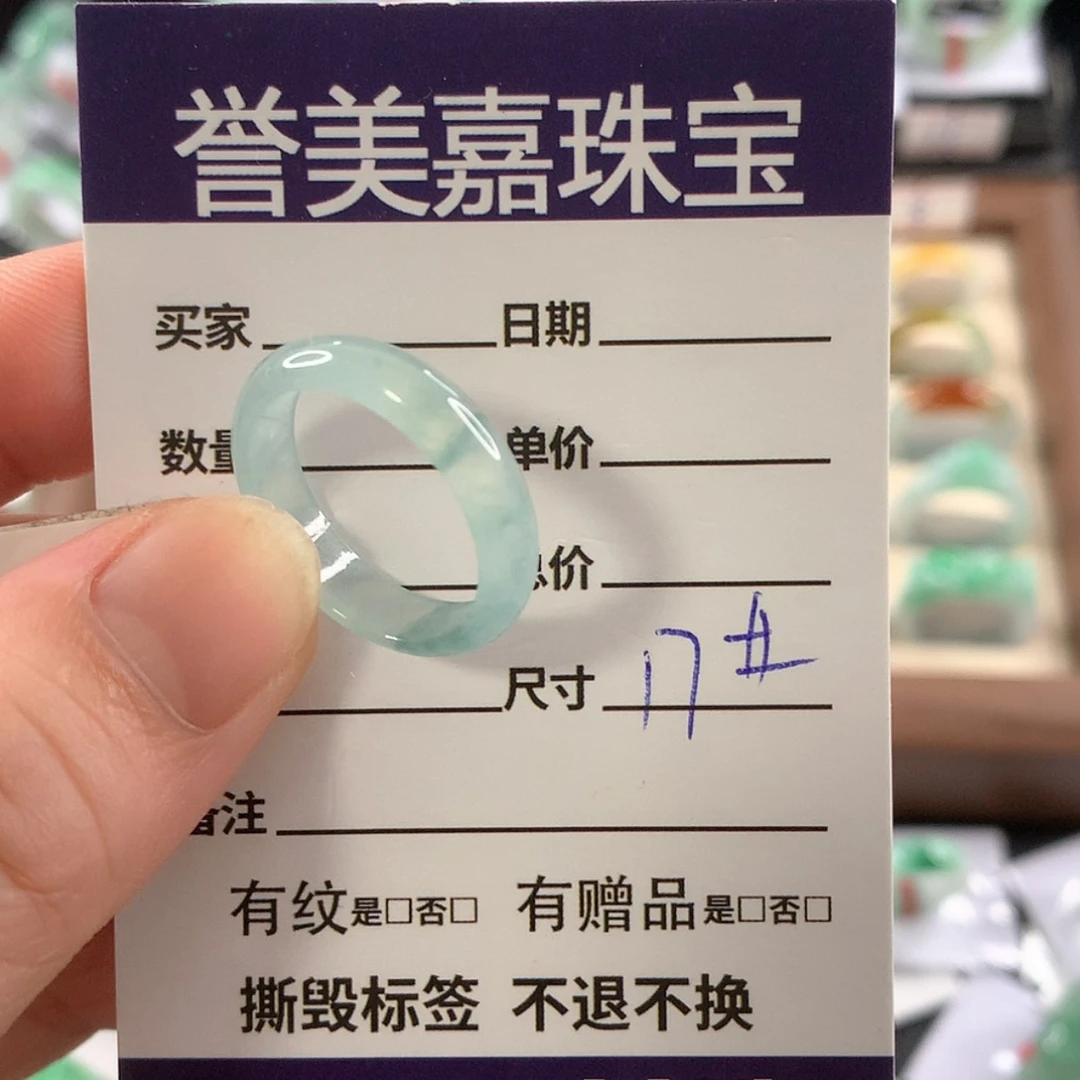 誉美嘉珠宝
买家 日期
数量 单价
价
尺寸 17#
备注
有纹是□否□ 有赠品是□否□
撕毁标签 不退不换